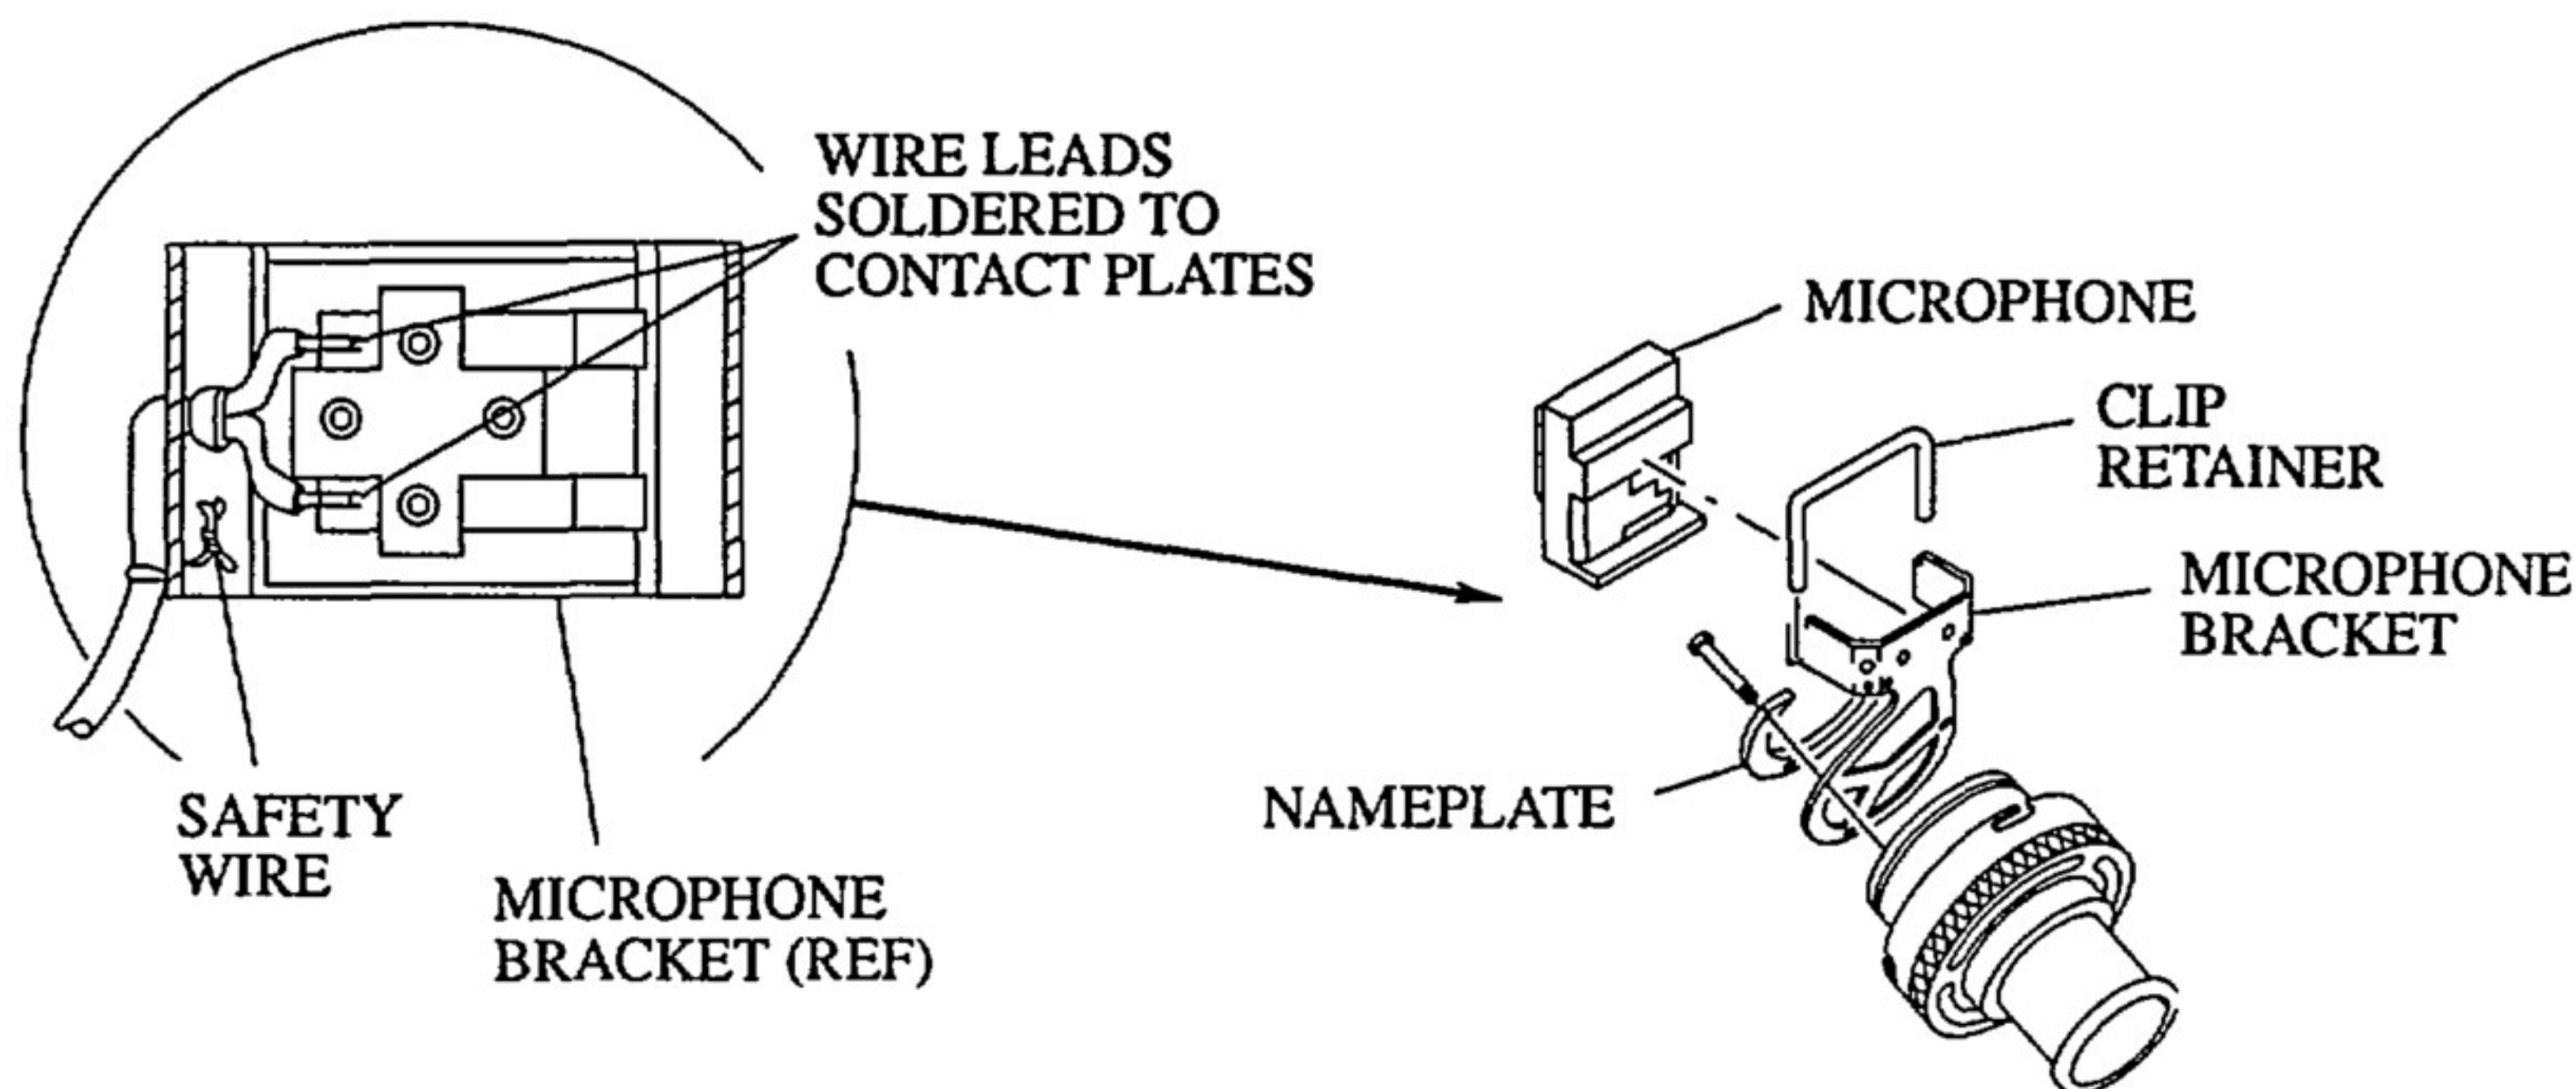 WIRE LEADS
SOLDERED TO
CONTACT PLATES
MICROPHONE
CLIP
RETAINER
MICROPHONE
BRACKET
NAMEPLATE
SAFETY
WIRE
MICROPHONE
BRACKET (REF)